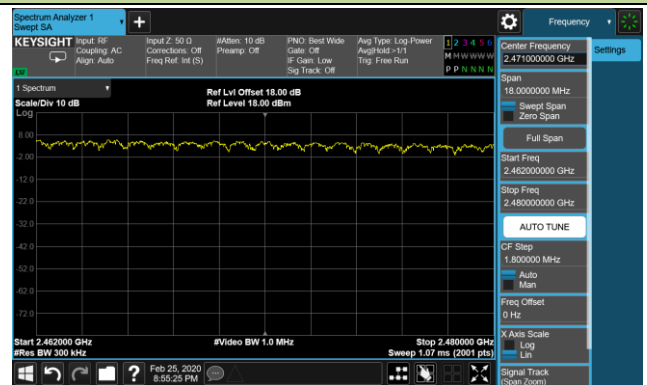 Spectrum Analyzer 1
Swept SA
Frequency
KEYSIGHT
Input: RF
Coupling: AC
Align: Auto
Input Z: 50 Ω
Corrections: Off
Freq Ref: Int (S)
#Atten: 10 dB
Preamp: Off
PNO: Best Wide
Gate: Off
IF Gain: Low
Sig Track: Off
Avg Type: Log-Power
Avg|Hold:>1/1
Trig: Free Run
1 2 3 4 5 6
M M W W W W
P P N N N N
LXI
1 Spectrum
Scale/Div 10 dB
Log
Ref Lvl Offset 18.00 dB
Ref Level 18.00 dBm
8.00
-2.00
-12.0
-22.0
-32.0
-42.0
-52.0
-62.0
-72.0
Start 2.462000 GHz
#Res BW 300 kHz
#Video BW 1.0 MHz
Stop 2.480000 GHz
Sweep 1.07 ms (2001 pts)
Feb 25, 2020
8:55:25 PM
Center Frequency
2.471000000 GHz
Settings
Span
18.0000000 MHz
Swept Span
Zero Span
Full Span
Start Freq
2.462000000 GHz
Stop Freq
2.480000000 GHz
AUTO TUNE
CF Step
1.800000 MHz
Auto
Man
Freq Offset
0 Hz
X Axis Scale
Log
Lin
Signal Track
(Span Zoom)